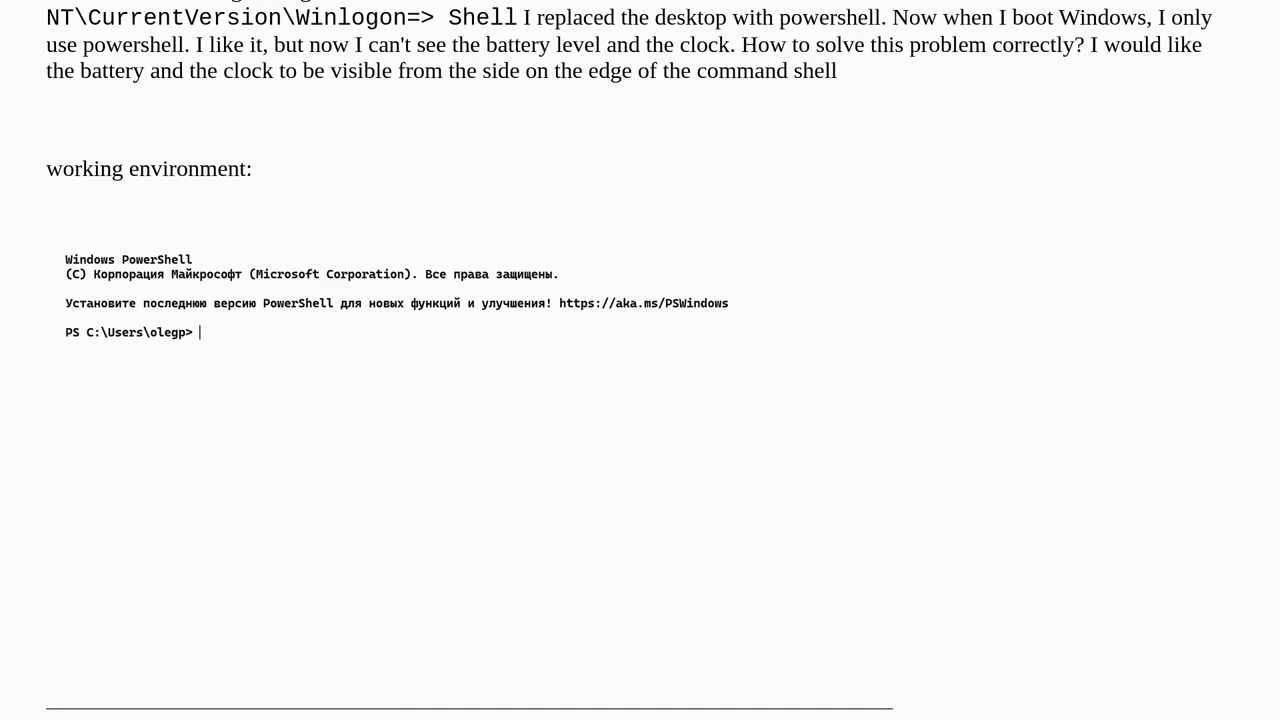 NT\CurrentVersion\Winlogon=> Shell I replaced the desktop with powershell. Now when I boot Windows, I only
use powershell. I like it, but now I can't see the battery level and the clock. How to solve this problem correctly? I would like
the battery and the clock to be visible from the side on the edge of the command shell
working environment:
Windows PowerShell
(C) Корпорация Майкрософт (Microsoft Corporation). Все права защищены.
Установите последнюю версию PowerShell для новых функций и улучшения! https://aka.ms/PSWindows
PS C:\Users\olegp>